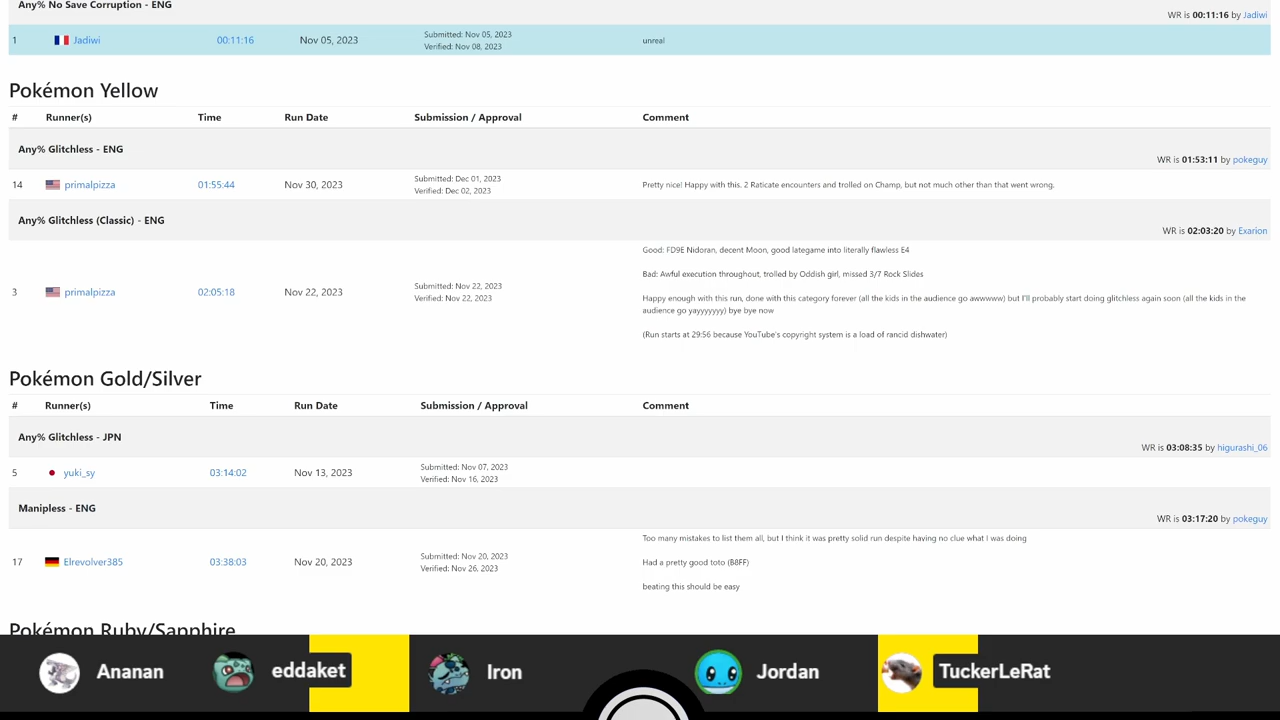 Any% No Save Corruption - ENG
WR is 00:11:16 by Jadiwi
1 Jadiwi 00:11:16 Nov 05, 2023 Submitted: Nov 05, 2023 unreal
Verified: Nov 08, 2023
Pokémon Yellow
# Runner(s) Time Run Date Submission / Approval Comment
Any% Glitchless - ENG
WR is 01:53:11 by pokeguy
14 primalpizza 01:55:44 Nov 30, 2023 Submitted: Dec 01, 2023 Pretty nice! Happy with this, 2 Raticate encounters and trolled on Champ, but not much other than that went wrong.
Verified: Dec 02, 2023
Any% Glitchless (Classic) - ENG
WR is 02:03:20 by Exarion
Good: FD9E Nidoran, decent Moon, good lategame into literally flawless E4
Bad: Awful execution throughout, trolled by Oddish girl, missed 3/7 Rock Slides
3 primalpizza 02:05:18 Nov 22, 2023 Submitted: Nov 22, 2023
Verified: Nov 22, 2023
Happy enough with this run, done with this category forever (all the kids in the audience go awwwww) but I'll probably start doing glitchless again soon (all the kids in the
audience go yayyyyyy) bye bye now
(Run starts at 29:56 because YouTube's copyright system is a load of rancid dishwater)
Pokémon Gold/Silver
# Runner(s) Time Run Date Submission / Approval Comment
Any% Glitchless - JPN
WR is 03:08:35 by higurashi_06
5 yuki_sy 03:14:02 Nov 13, 2023 Submitted: Nov 07, 2023
Verified: Nov 16, 2023
Manipless - ENG
WR is 03:17:20 by pokeguy
Too many mistakes to list them all, but I think it was pretty solid run despite having no clue what I was doing
17 Elrevolver385 03:38:03 Nov 20, 2023 Submitted: Nov 20, 2023
Verified: Nov 26, 2023
Had a pretty good toto (B8FF)
beating this should be easy
Pokémon Ruby/Sapphire
Ananan eddaket Iron Jordan TuckerLeRat